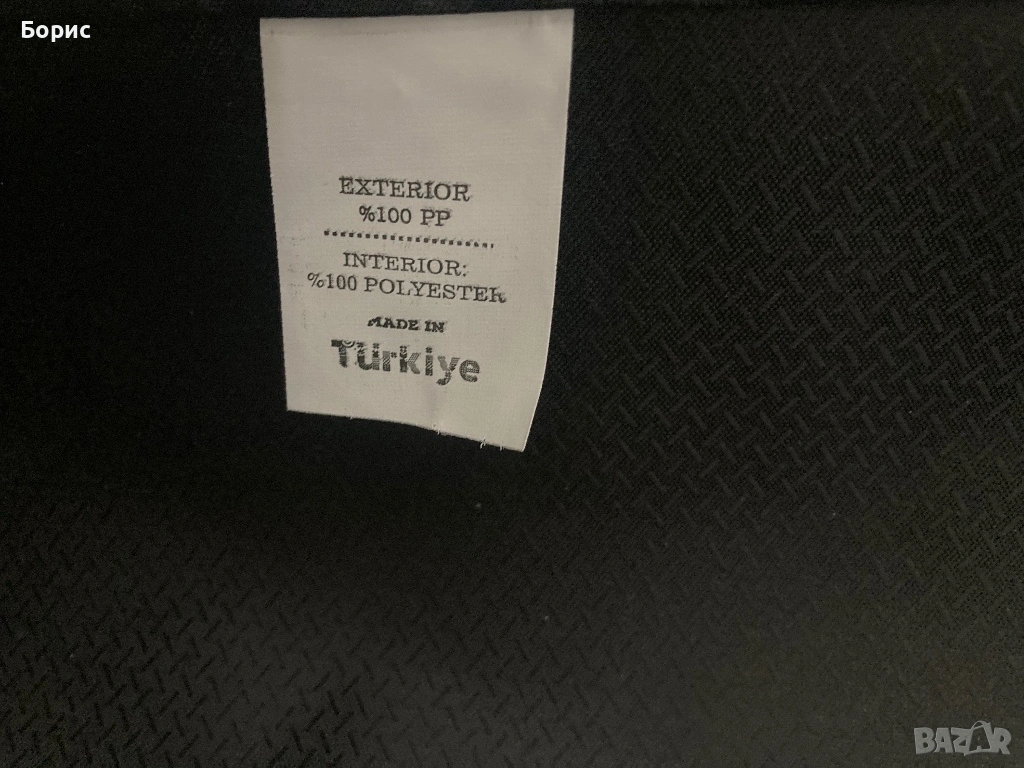 Борис
EXTERIOR
%100 PP
INTERIOR:
%100 POLYESTER
MADE IN
Türkiye
BAZAR